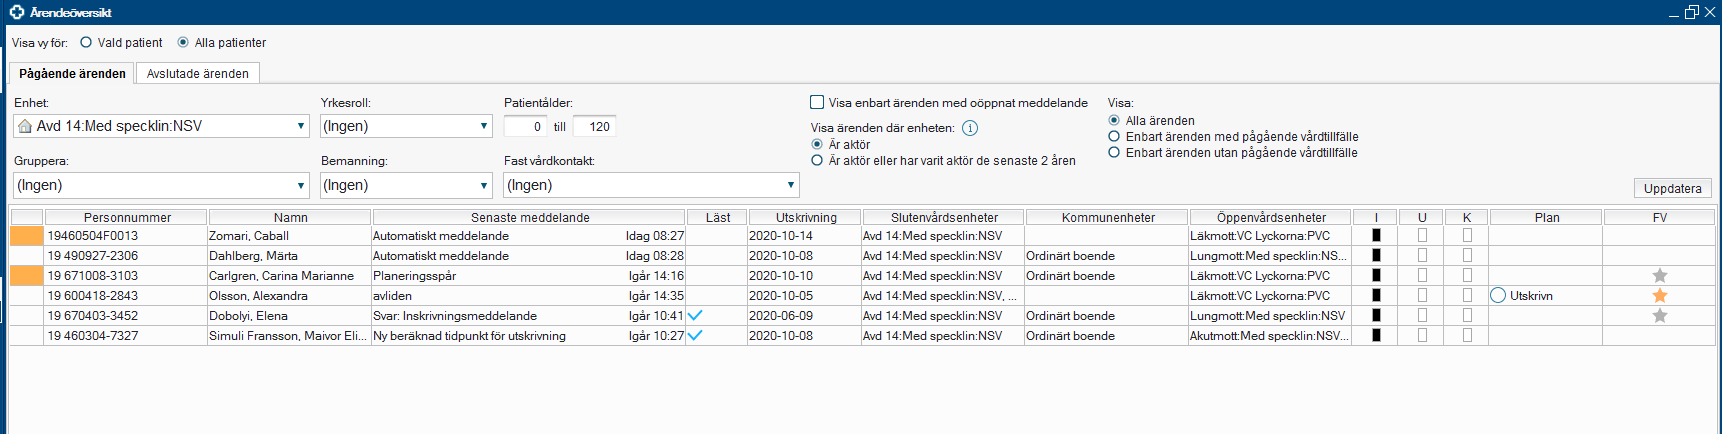 Ärendeöversikt
Visa vy för: Vald patient Alla patienter
Pågående ärenden Avslutade ärenden
Enhet: Yrkesroll: Patientålder: Visa enbart ärenden med oöppnat meddelande Visa:
Avd 14:Med specklin:NSV (Ingen) 0 till 120 Visa ärenden där enheten: Alla ärenden
Är aktör Enbart ärenden med pågående vårdtillfälle
Gruppera: Bemanning: Fast vårdkontakt: Är aktör eller har varit aktör de senaste 2 åren Enbart ärenden utan pågående vårdtillfälle
(Ingen) (Ingen) (Ingen) Uppdatera
Personnummer Namn Senaste meddelande Läst Utskrivning Slutenvårdsenheter Kommunenheter Öppenvårdsenheter I U K Plan FV
19460504F0013 Zomari, Caball Automatiskt meddelande Idag 08:27 2020-10-14 Avd 14:Med specklin:NSV Läkmott:VC Lyckorna:PVC
19 490927-2306 Dahlberg, Märta Automatiskt meddelande Idag 08:28 2020-10-08 Avd 14:Med specklin:NSV Ordinärt boende Lungmott:Med specklin:NS...
19 671008-3103 Carlgren, Carina Marianne Planeringsspår Igår 14:16 2020-10-10 Avd 14:Med specklin:NSV Ordinärt boende Läkmott:VC Lyckorna:PVC
19 600418-2843 Olsson, Alexandra avliden Igår 14:35 2020-10-05 Avd 14:Med specklin:NSV, ... Läkmott:VC Lyckorna:PVC Utskrivn
19 670403-3452 Dobolyi, Elena Svar: Inskrivningsmeddelande Igår 10:41 2020-06-09 Avd 14:Med specklin:NSV Ordinärt boende Lungmott:Med specklin:NSV
19 460304-7327 Simuli Fransson, Maivor Eli... Ny beräknad tidpunkt för utskrivning Igår 10:27 2020-10-08 Avd 14:Med specklin:NSV Ordinärt boende Akutmott:Med specklin:NSV...